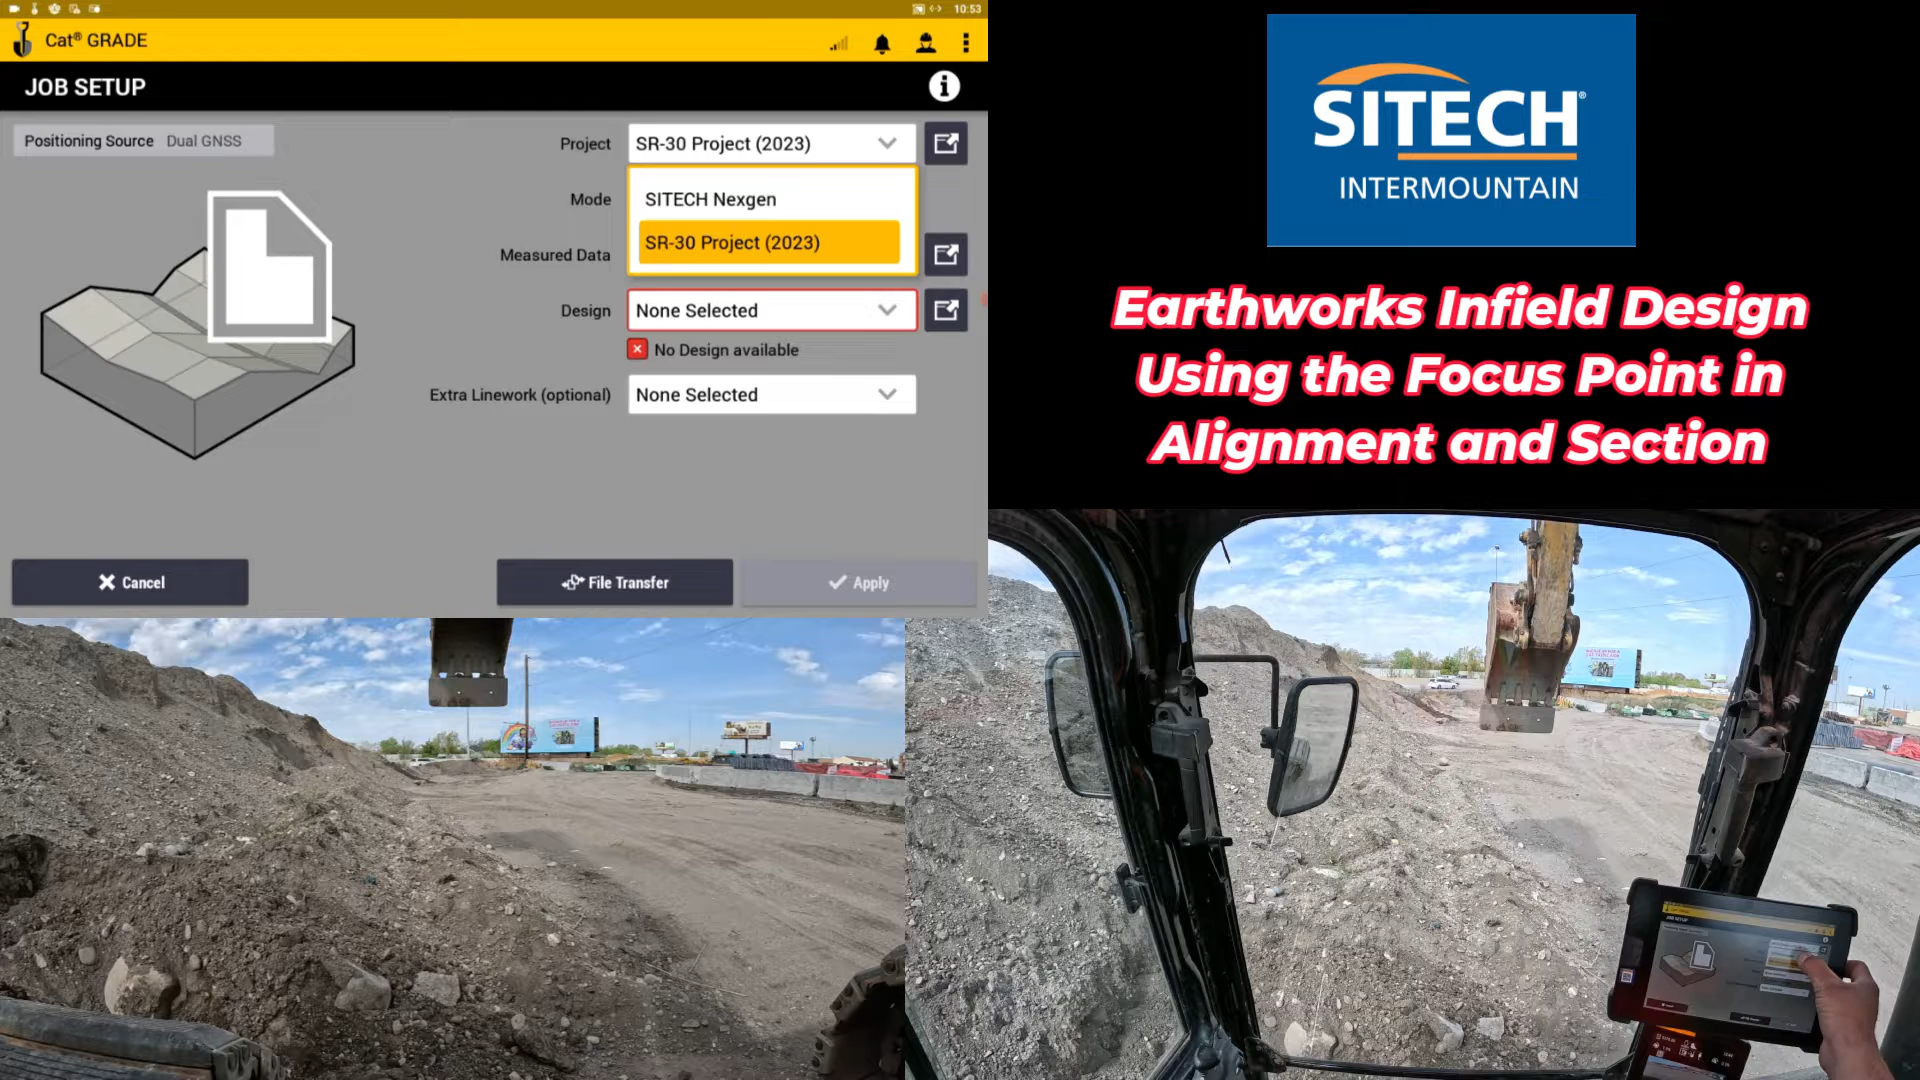 10:53
Cat® GRADE
JOB SETUP
Positioning Source Dual GNSS
Project SR-30 Project (2023)
Mode
SITECH Nexgen
SR-30 Project (2023)
Measured Data
Design None Selected
No Design available
Extra Linework (optional) None Selected
Cancel
File Transfer
Apply
SITECH®
INTERMOUNTAIN
Earthworks Infield Design
Using the Focus Point in
Alignment and Section
JOB SETUP